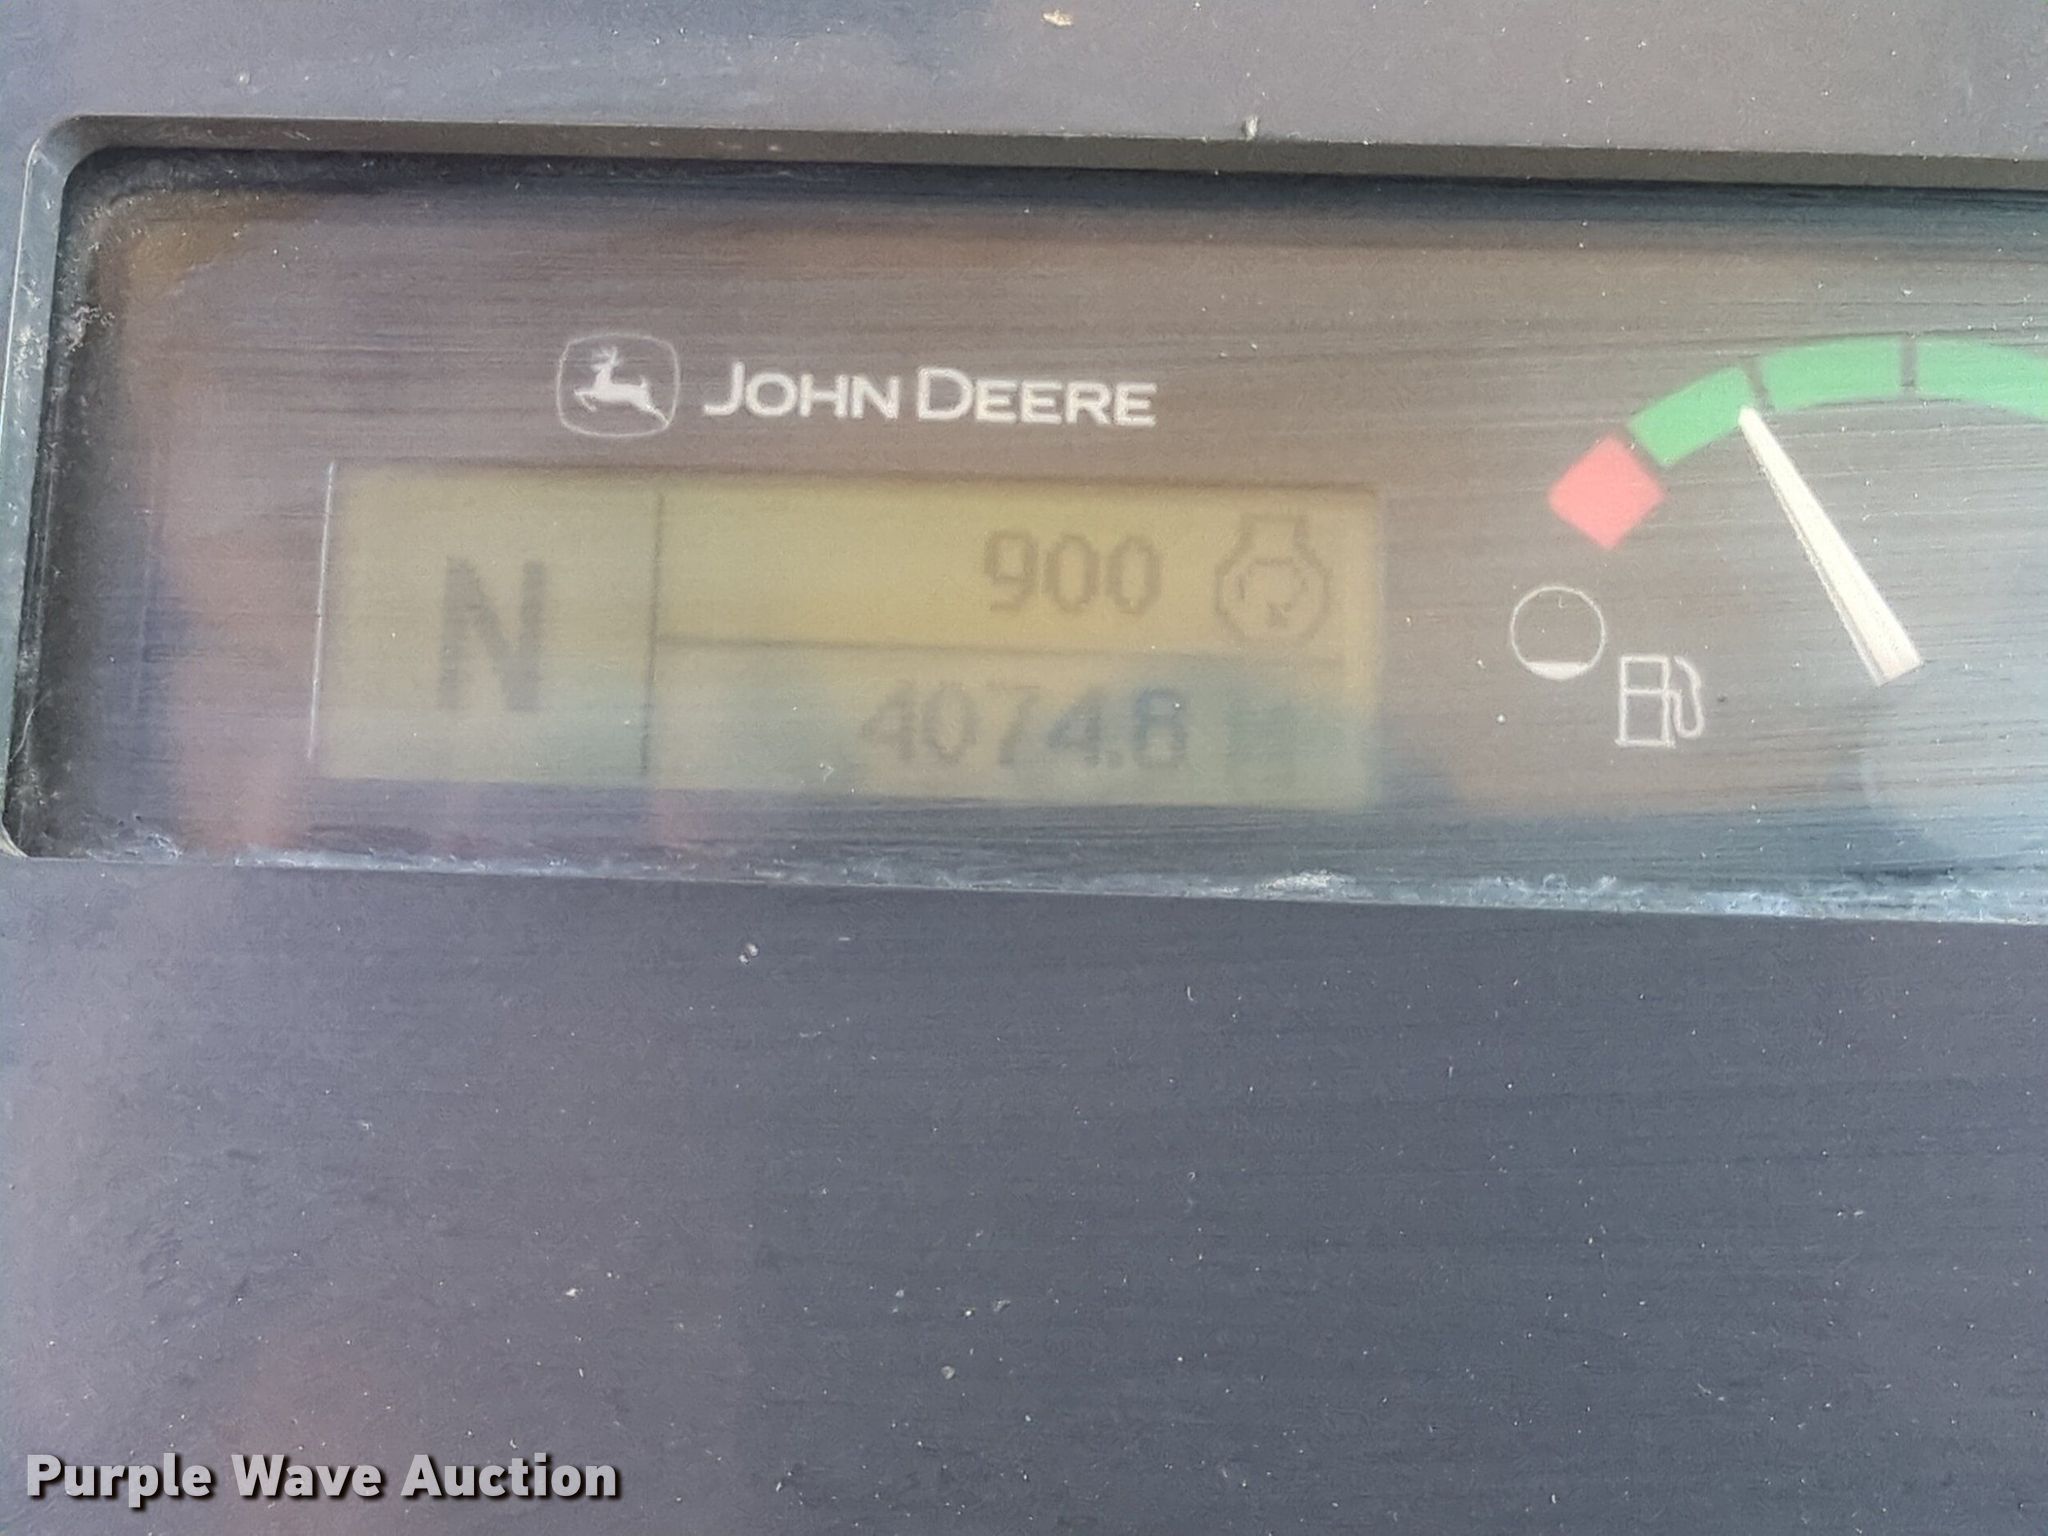 JOHN DEERE
N
900
4074.8 H
Purple Wave Auction